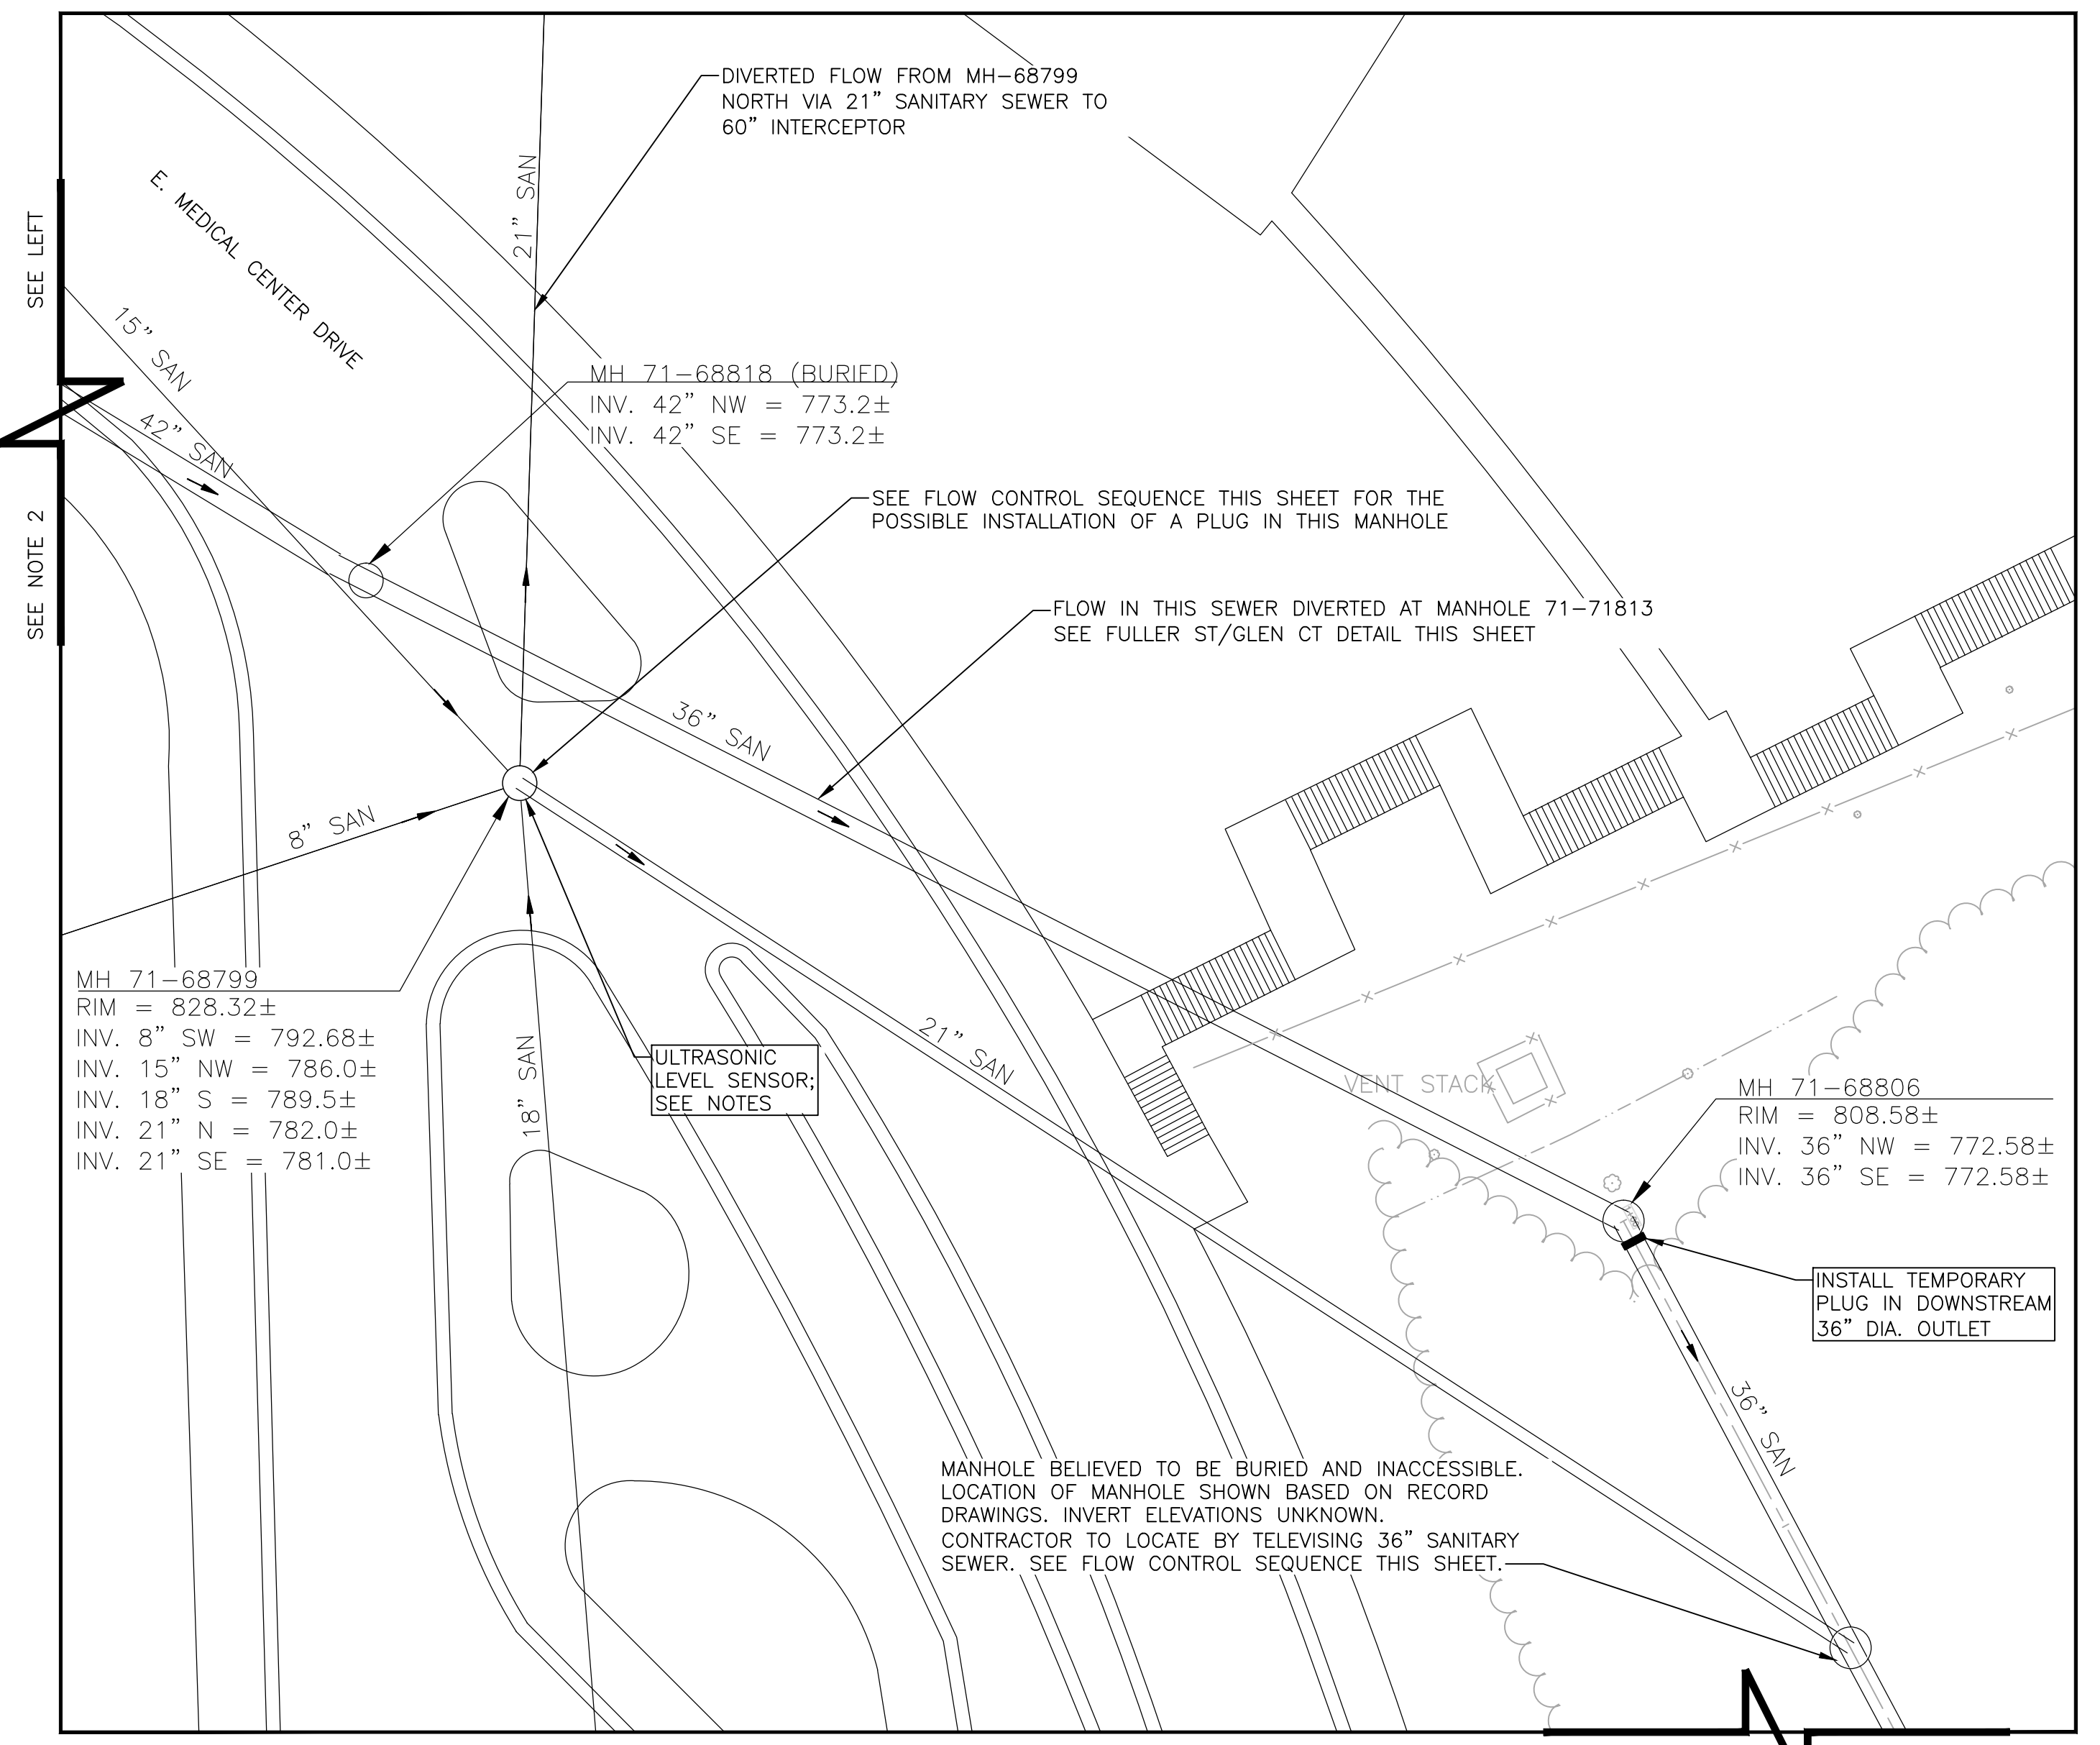 DIVERTED FLOW FROM MH-68799
NORTH VIA 21" SANITARY SEWER TO
60" INTERCEPTOR
E. MEDICAL CENTER DRIVE
21" SAN
SEE LEFT
15" SAN
42" SAN
MH 71-68818 (BURIED)
INV. 42" NW = 773.2±
INV. 42" SE = 773.2±
SEE FLOW CONTROL SEQUENCE THIS SHEET FOR THE
POSSIBLE INSTALLATION OF A PLUG IN THIS MANHOLE
SEE NOTE 2
FLOW IN THIS SEWER DIVERTED AT MANHOLE 71-71813
SEE FULLER ST/GLEN CT DETAIL THIS SHEET
36" SAN
8" SAN
MH 71-68799
RIM = 828.32±
INV. 8" SW = 792.68±
INV. 15" NW = 786.0±
INV. 18" S = 789.5±
INV. 21" N = 782.0±
INV. 21" SE = 781.0±
18" SAN
ULTRASONIC
LEVEL SENSOR;
SEE NOTES
21" SAN
VENT STACK
MH 71-68806
RIM = 808.58±
INV. 36" NW = 772.58±
INV. 36" SE = 772.58±
INSTALL TEMPORARY
PLUG IN DOWNSTREAM
36" DIA. OUTLET
36" SAN
MANHOLE BELIEVED TO BE BURIED AND INACCESSIBLE.
LOCATION OF MANHOLE SHOWN BASED ON RECORD
DRAWINGS. INVERT ELEVATIONS UNKNOWN.
CONTRACTOR TO LOCATE BY TELEVISING 36" SANITARY
SEWER. SEE FLOW CONTROL SEQUENCE THIS SHEET.